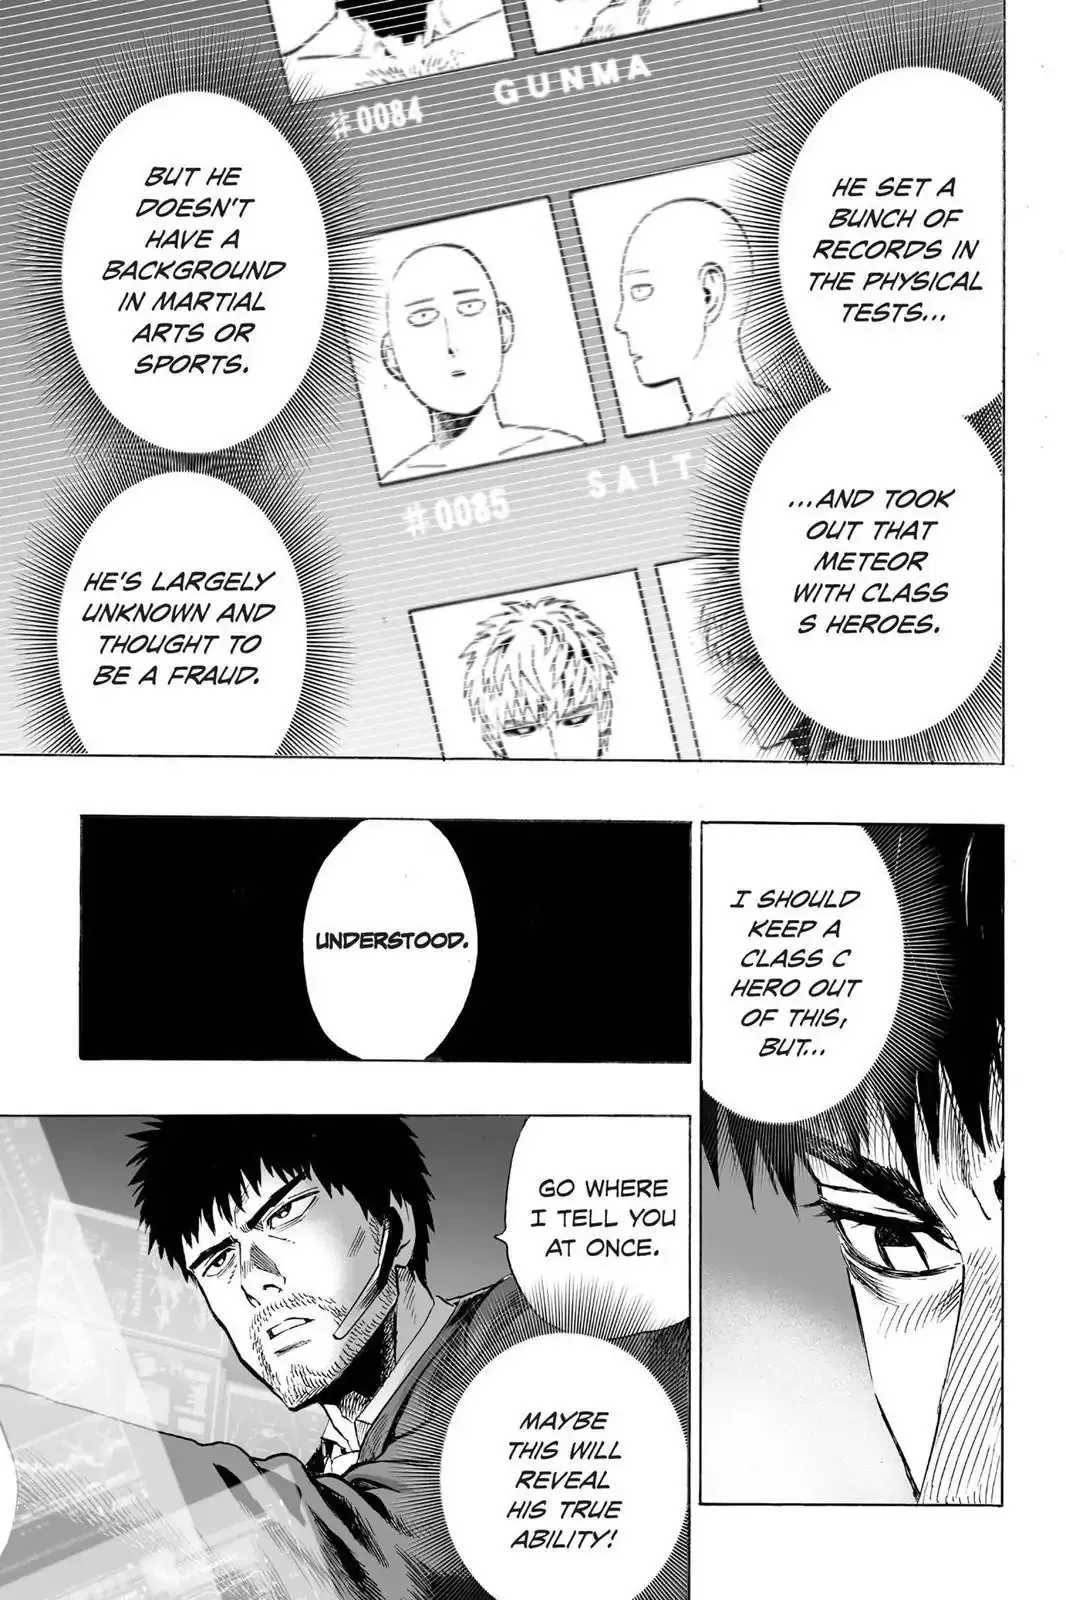 #0084 GUNMA
HE SET A
BUNCH OF
RECORDS IN
THE PHYSICAL
TESTS...
...AND TOOK
OUT THAT
METEOR
WITH CLASS
S HEROES.
BUT HE
DOESN'T
HAVE A
BACKGROUND
IN MARTIAL
ARTS OR
SPORTS.
HE'S LARGELY
UNKNOWN AND
THOUGHT TO
BE A FRAUD.
#0085 SAIT
I SHOULD
KEEP A
CLASS C
HERO OUT
OF THIS,
BUT...
UNDERSTOOD.
GO WHERE
I TELL YOU
AT ONCE.
MAYBE
THIS WILL
REVEAL
HIS TRUE
ABILITY!